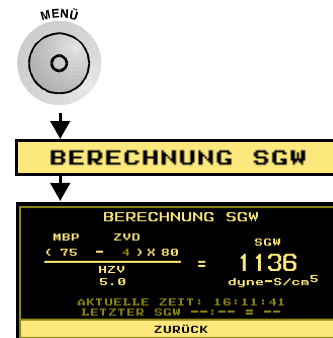 MENÜ
BERECHNUNG SGW
BERECHNUNG SGW
MBP ZVD SGW
( 75 - 4 ) X 80 = 1136
HZV dyne-S/cm⁵
5.0
AKTUELLE ZEIT: 16:11:41
LETZTER SGW --:-- = --
ZURÜCK